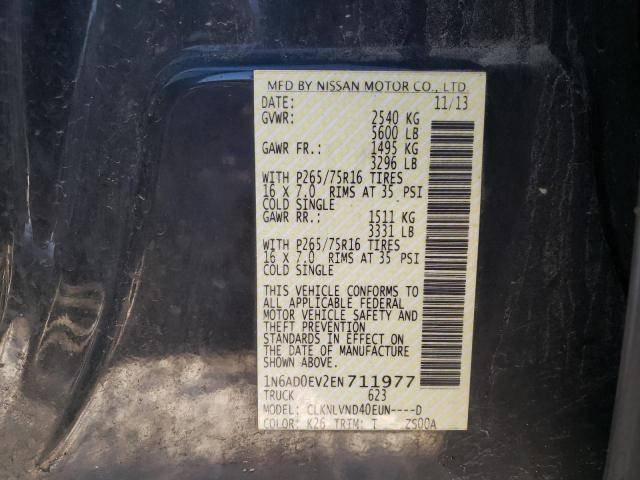 MFD BY NISSAN MOTOR CO., LTD.
DATE: 11/13
GVWR: 2540 KG
5600 LB
GAWR FR.: 1495 KG
3296 LB
WITH P265/75R16 TIRES
16 X 7.0 RIMS AT 35 PSI
COLD SINGLE
GAWR RR.: 1511 KG
3331 LB
WITH P265/75R16 TIRES
16 X 7.0 RIMS AT 35 PSI
COLD SINGLE
THIS VEHICLE CONFORMS TO
ALL APPLICABLE FEDERAL
MOTOR VEHICLE SAFETY AND
THEFT PREVENTION
STANDARDS IN EFFECT ON
THE DATE OF MANUFACTURE
SHOWN ABOVE.
1N6AD0EV2EN711977
TRUCK 623
MODEL: CLKNLVND40EUN----D
COLOR: K26 TRIM: T ZS00A